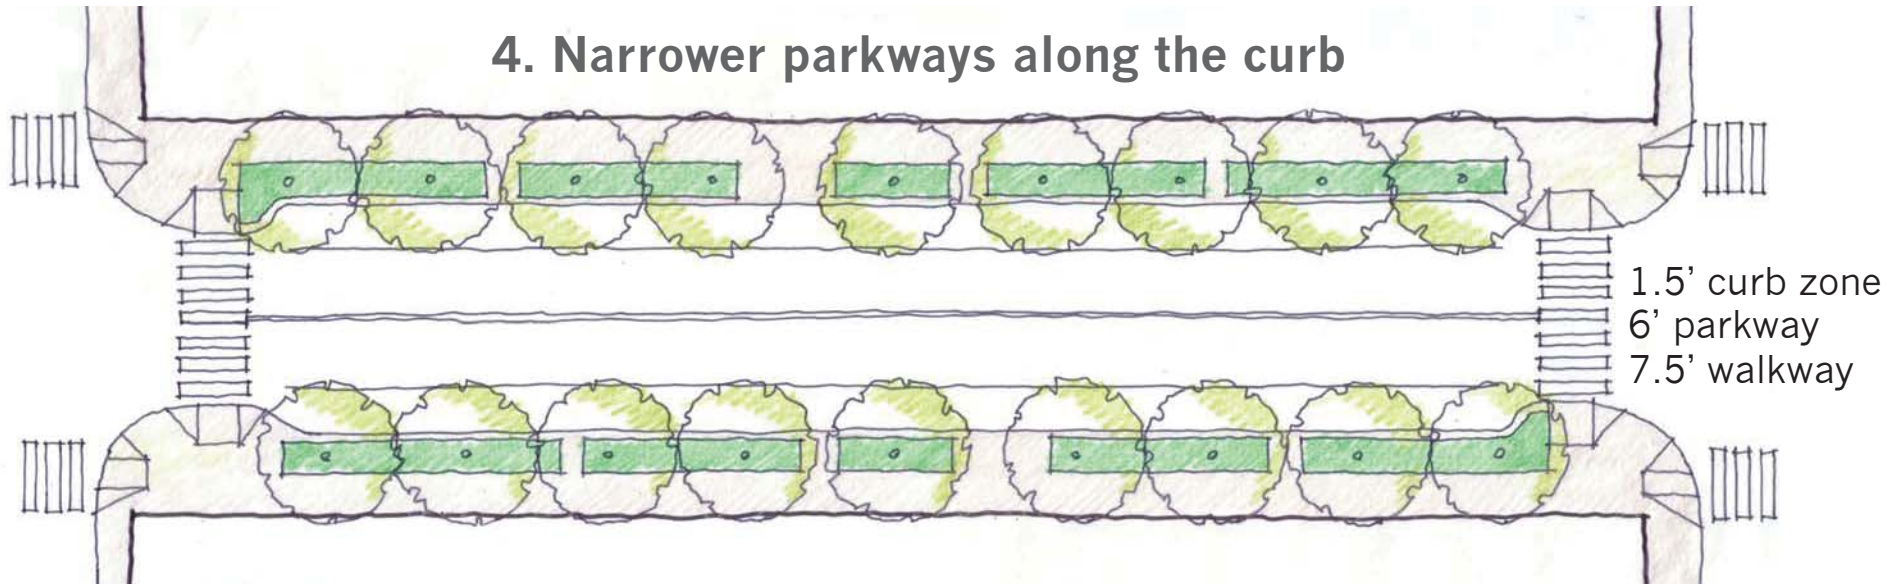 4. Narrower parkways along the curb
1.5’ curb zone
6’ parkway
7.5’ walkway